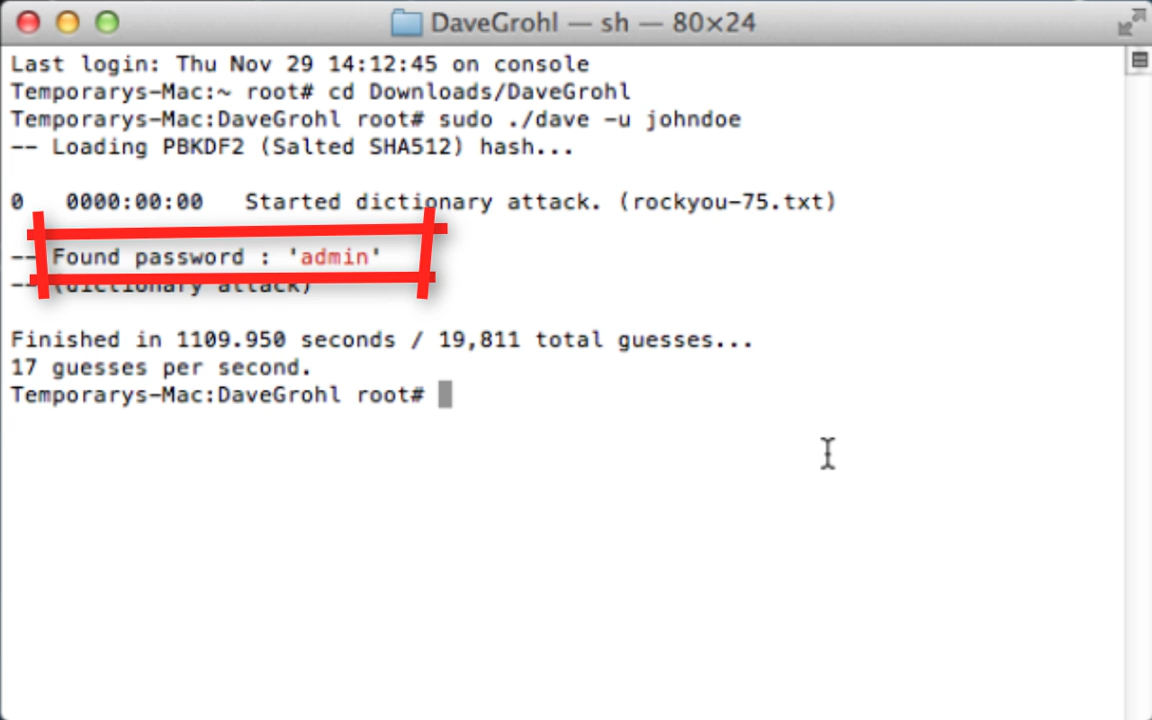 DaveGrohl — sh — 80×24
Last login: Thu Nov 29 14:12:45 on console
Temporarys-Mac:~ root# cd Downloads/DaveGrohl
Temporarys-Mac:DaveGrohl root# sudo ./dave -u johndoe
-- Loading PBKDF2 (Salted SHA512) hash...
0 0000:00:00 Started dictionary attack. (rockyou-75.txt)
-- Found password : 'admin'
-- (dictionary attack)
Finished in 1109.950 seconds / 19,811 total guesses...
17 guesses per second.
Temporarys-Mac:DaveGrohl root#